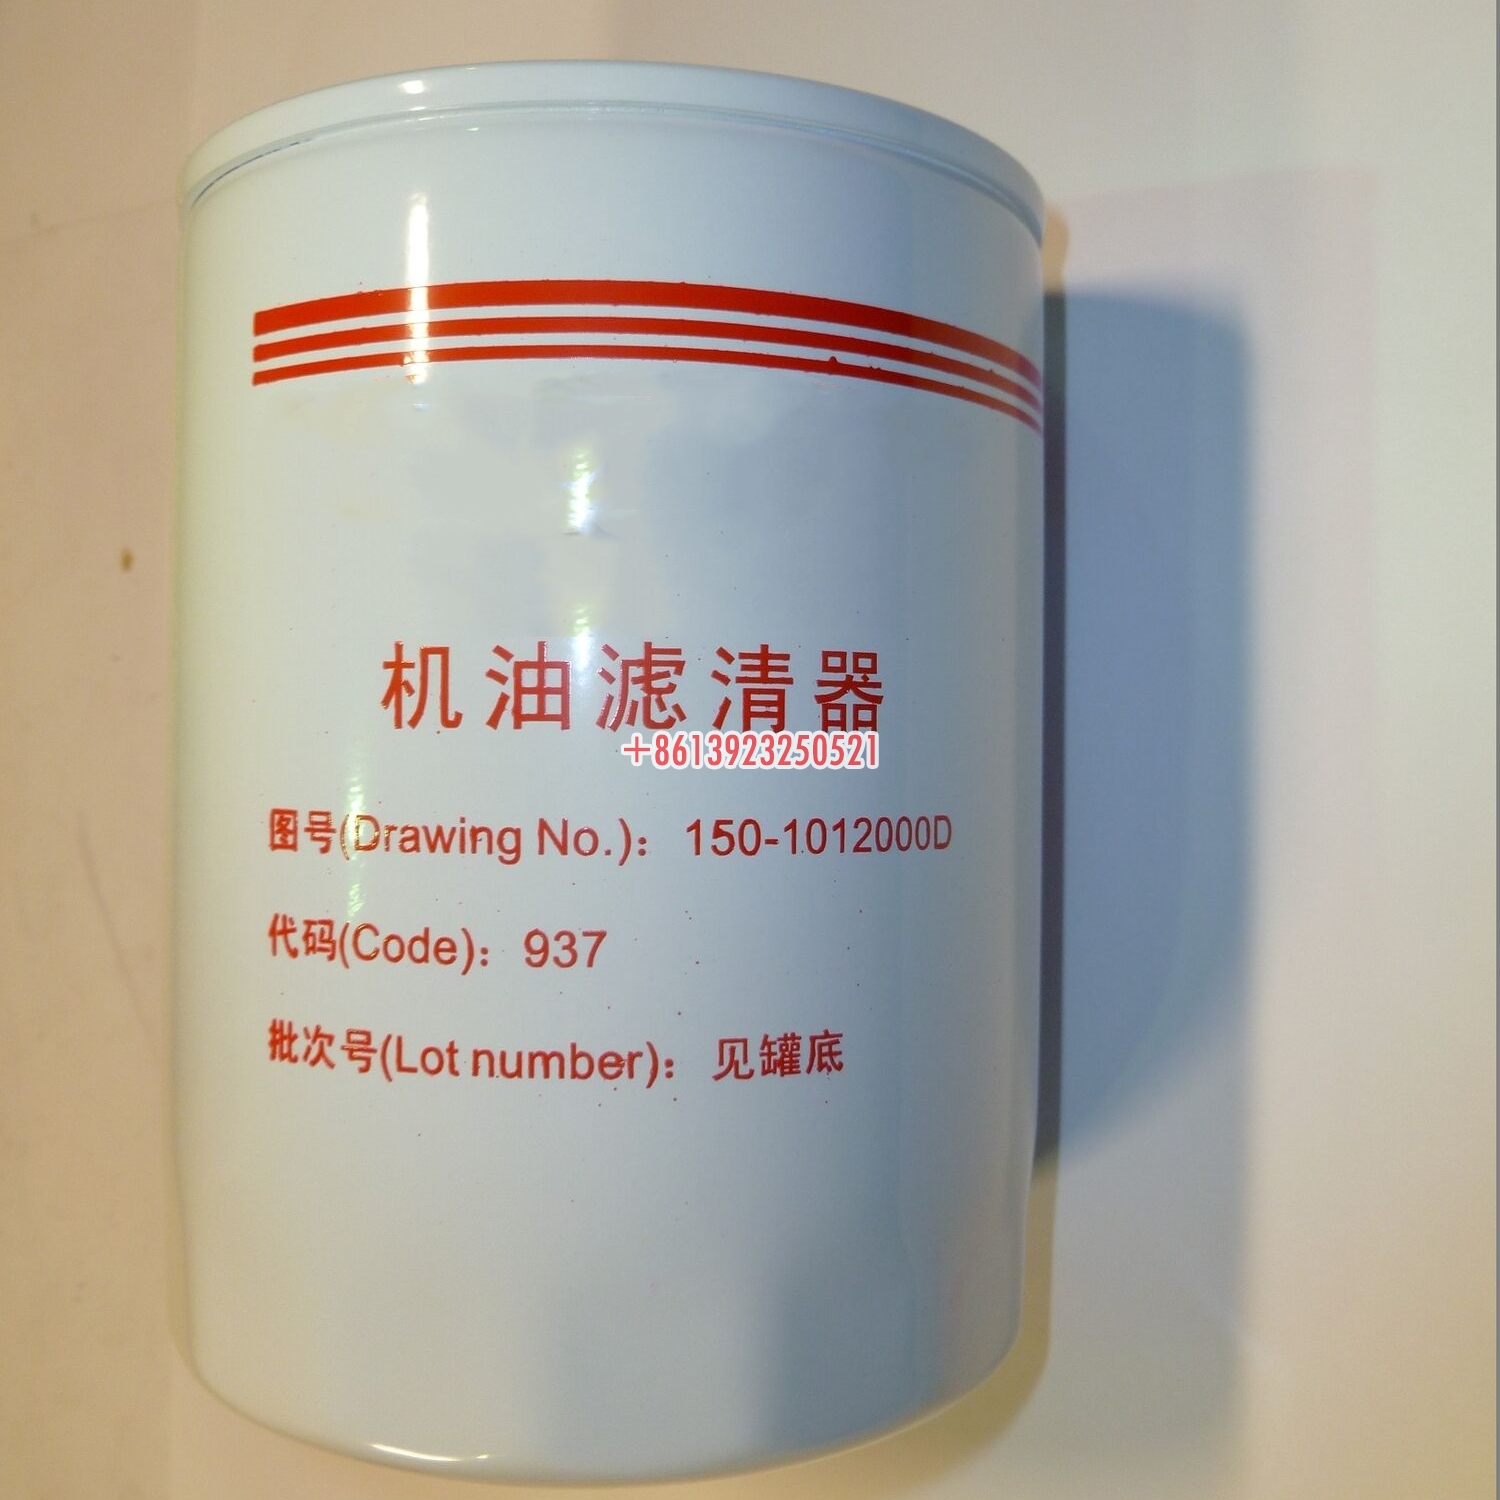 机油滤清器
+8613923250521
图号(Drawing No.)：150-1012000D
代码(Code)：937
批次号(Lot number)：见罐底